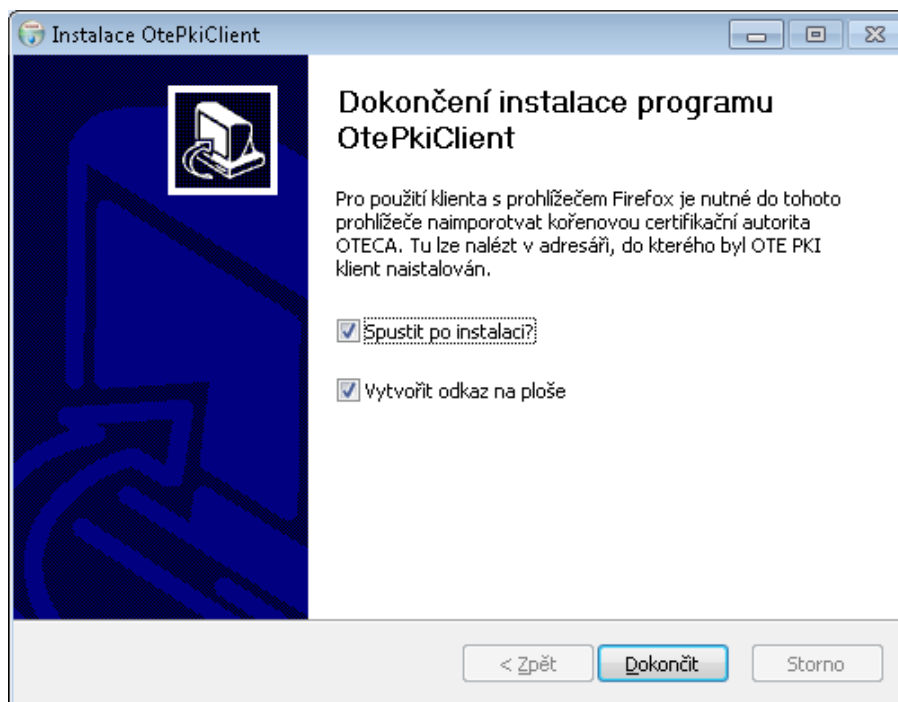 Instalace OtePkiClient
Dokončení instalace programu
OtePkiClient
Pro použití klienta s prohlížečem Firefox je nutné do tohoto
prohlížeče naimporotvat kořenovou certifikační autorita
OTECA. Tu lze nalézt v adresáři, do kterého byl OTE PKI
klient naistalován.
Spustit po instalaci?
Vytvořit odkaz na ploše
< Zpět
Dokončit
Storno